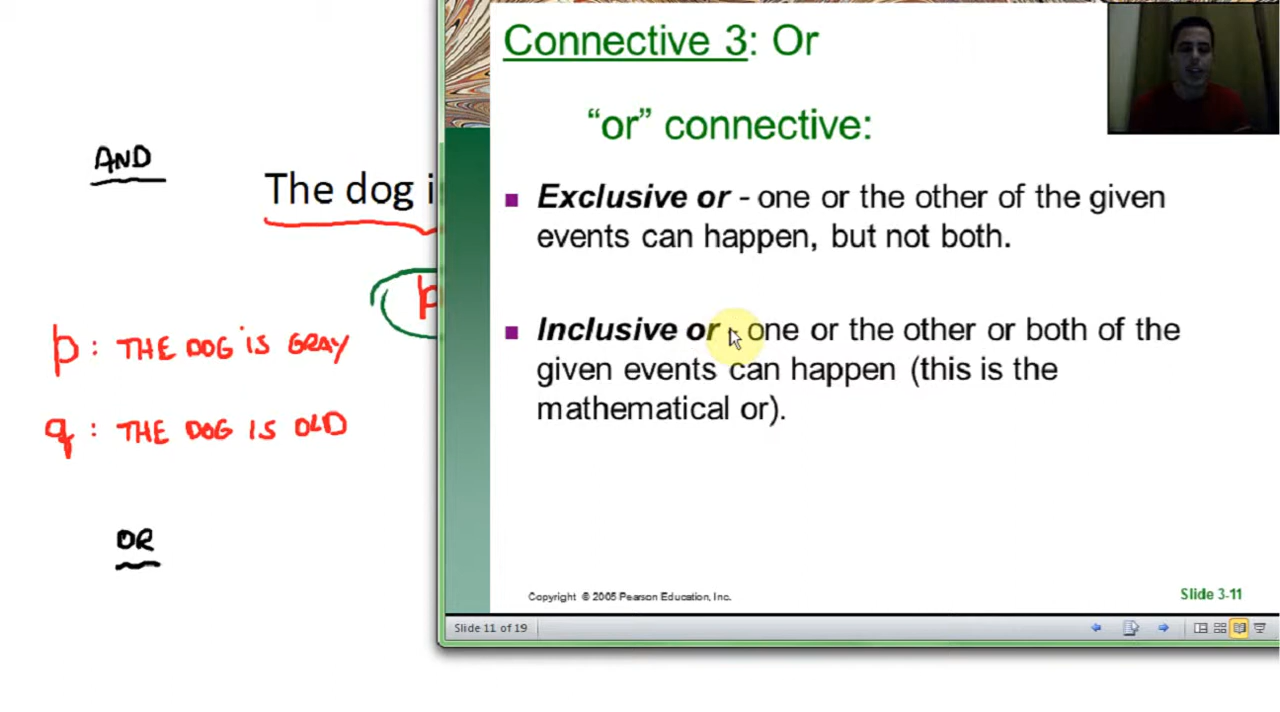 AND
The dog i
p
p : THE DOG IS GRAY
q : THE DOG IS OLD
OR
Connective 3: Or
“or” connective:
Exclusive or - one or the other of the given
events can happen, but not both.
Inclusive or - one or the other or both of the
given events can happen (this is the
mathematical or).
Copyright © 2005 Pearson Education, Inc.
Slide 3-11
Slide 11 of 19